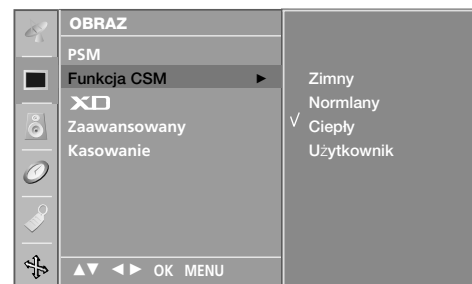 OBRAZ
PSM
Funkcja CSM ►
XD
Zaawansowany
Kasowanie
▲▼ ◄► OK MENU
Zimny
Normlany
√ Ciepły
Użytkownik